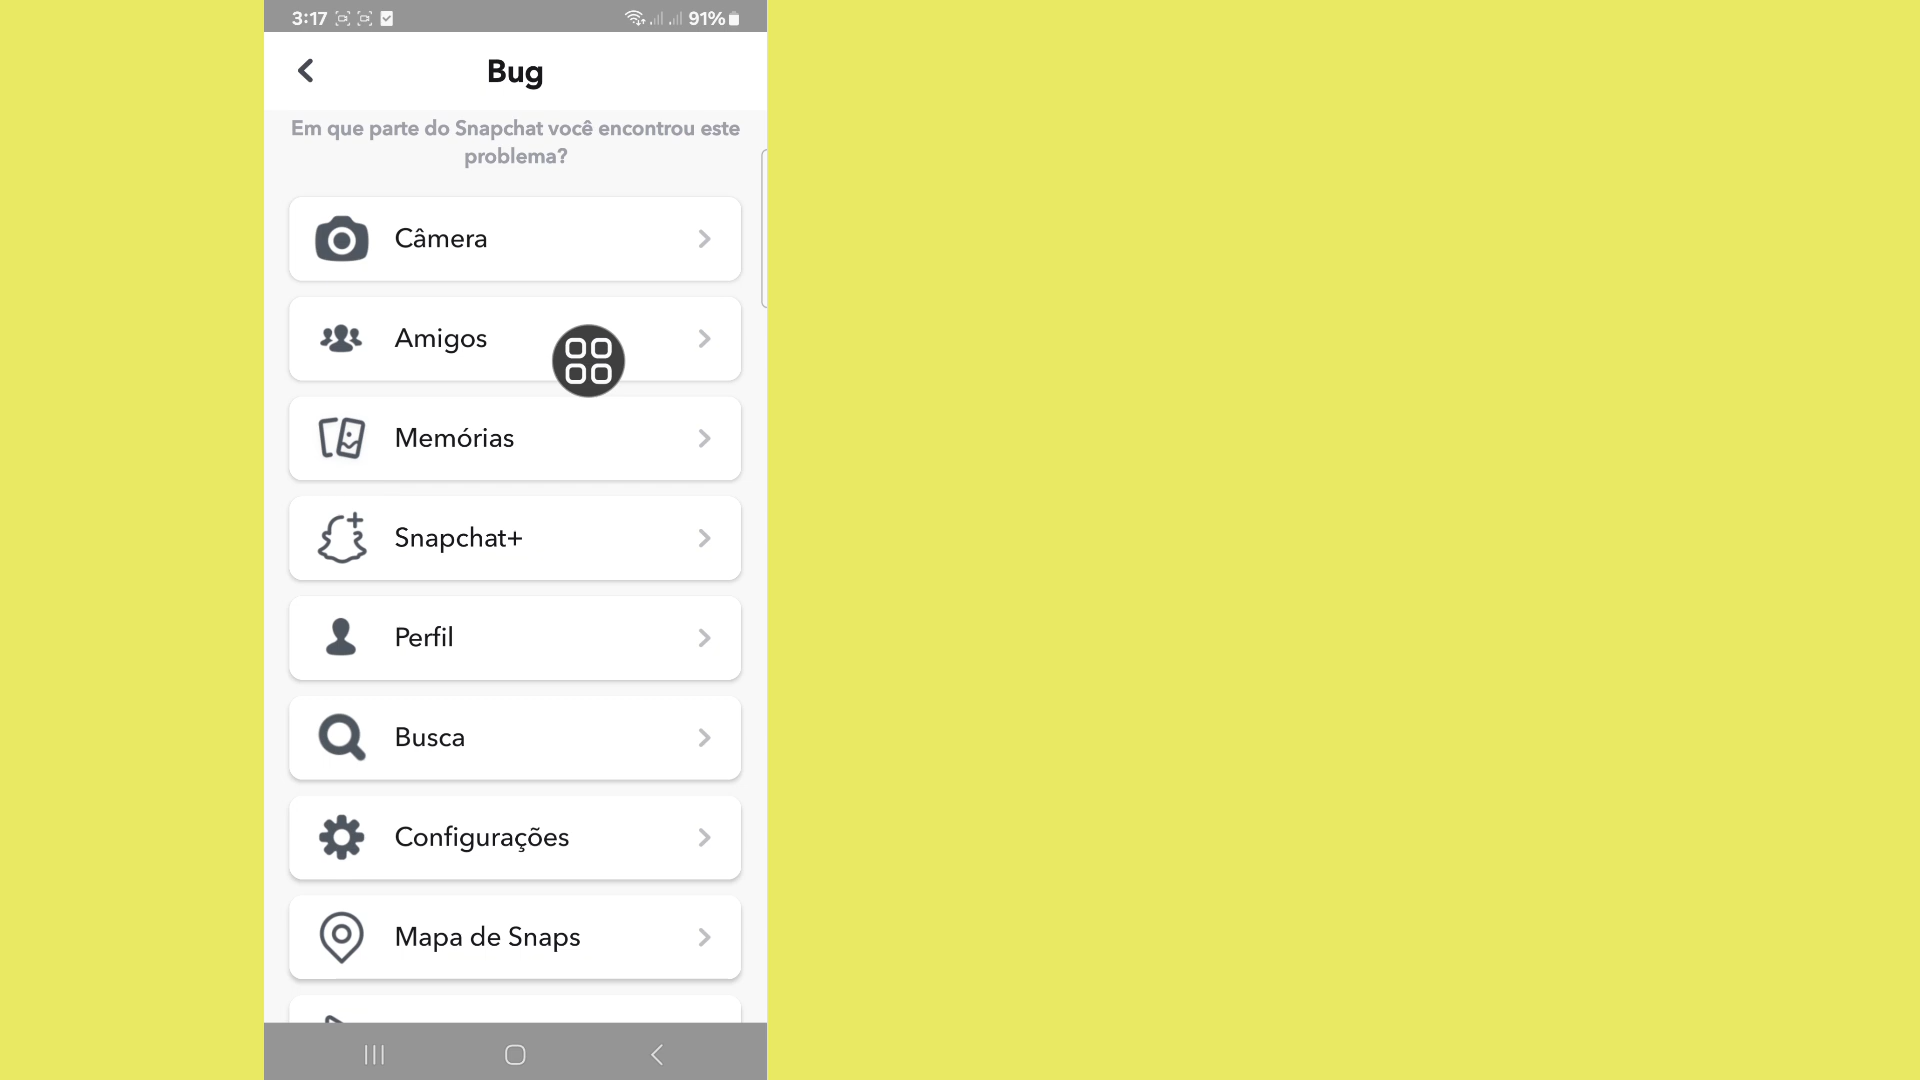 3:17
91%
Bug
Em que parte do Snapchat você encontrou este
problema?
Câmera
Amigos
Memórias
Snapchat+
Perfil
Busca
Configurações
Mapa de Snaps